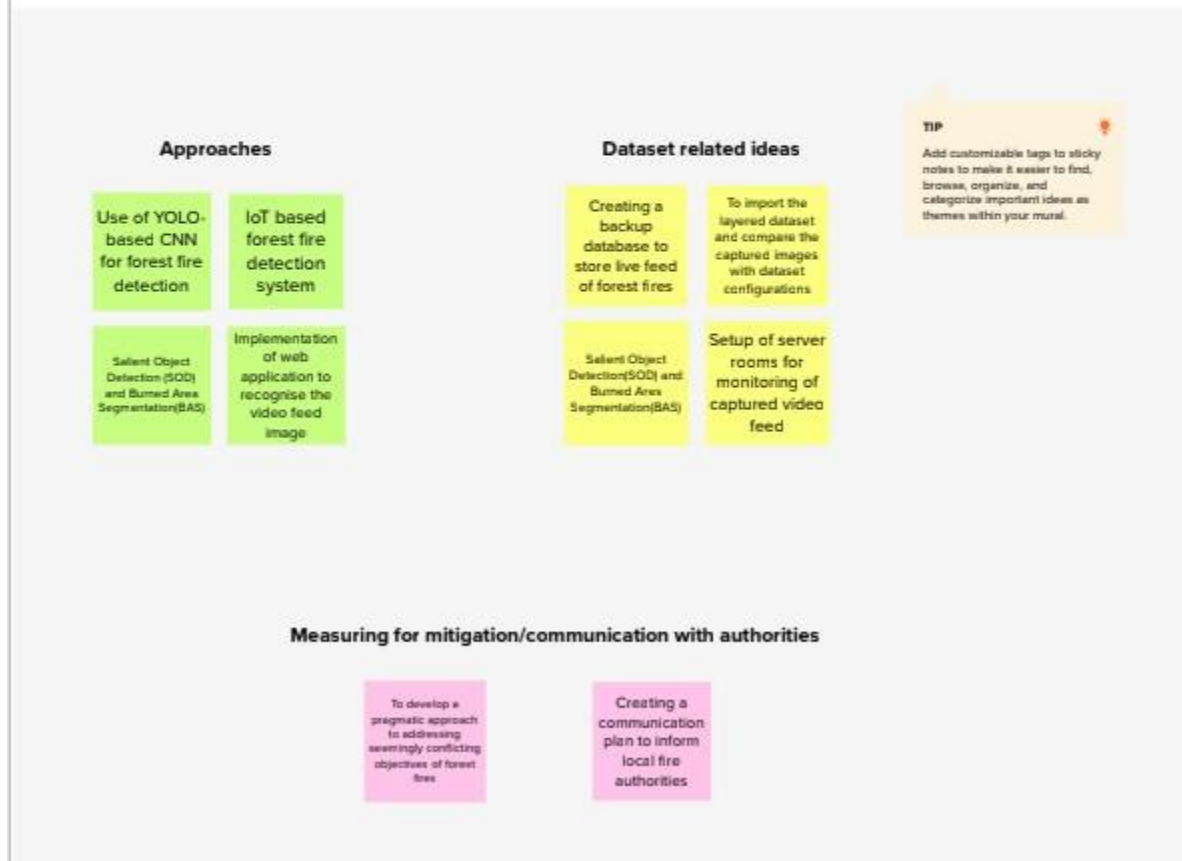 Approaches
Use of YOLO-
based CNN
for forest fire
detection
IoT based
forest fire
detection
system
Salient Object
Detection (SOD)
and Burned Area
Segmentation(BAS)
Implementation
of web
application to
recognise the
video feed
image
Dataset related ideas
Creating a
backup
database to
store live feed
of forest fires
To import the
layered dataset
and compare the
captured images
with dataset
configurations
Salient Object
Detection(SOD) and
Burned Area
Segmentation(BAS)
Setup of server
rooms for
monitoring of
captured video
feed
TIP
Add customizable tags to sticky
notes to make it easier to find,
browse, organize, and
categorize important ideas as
themes within your mural.
Measuring for mitigation/communication with authorities
To develop a
pragmatic approach
to addressing
seemingly conflicting
objectives of forest
fires
Creating a
communication
plan to inform
local fire
authorities